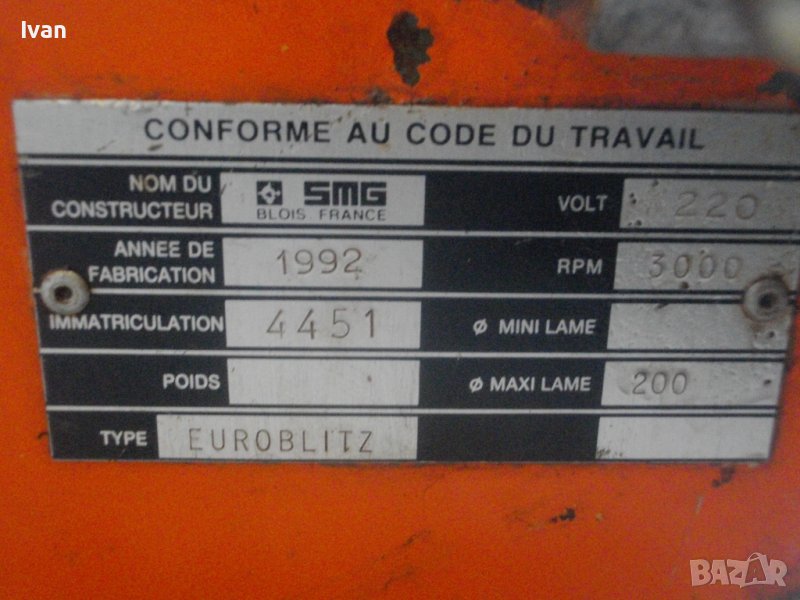 Ivan
CONFORME AU CODE DU TRAVAIL
NOM DU
CONSTRUCTEUR
SMG
BLOIS FRANCE
VOLT 220
ANNEE DE
FABRICATION
1992
RPM 3000
IMMATRICULATION 4451
Ø MINI LAME
POIDS
Ø MAXI LAME 200
TYPE EUROBLITZ
BAZAR